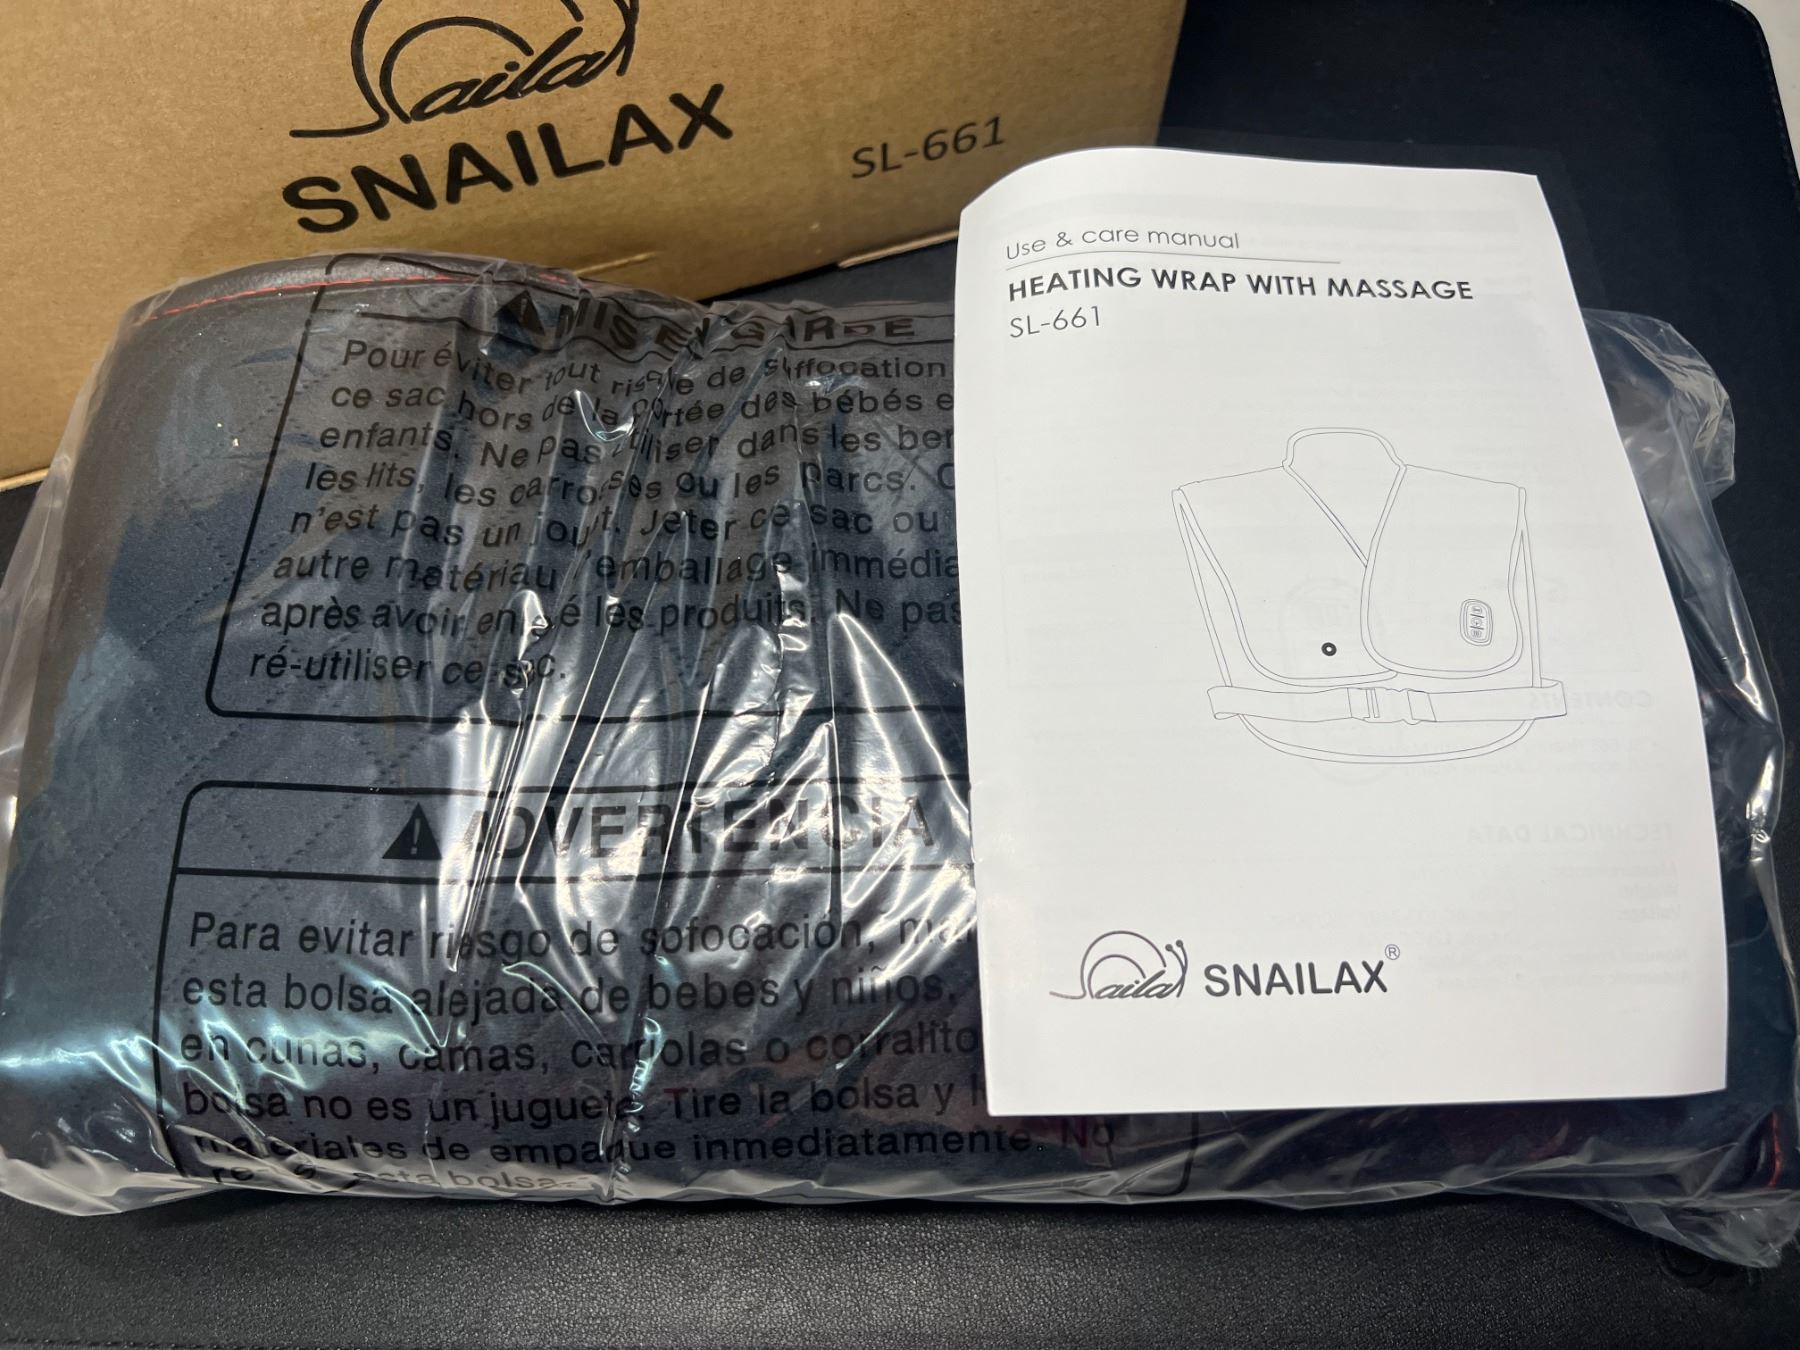 Snailax
SNAILAX
SL-661
Use & care manual
HEATING WRAP WITH MASSAGE
SL-661
Snailax
SNAILAX®
MISE EN GARDE
Pour éviter tout risque de suffocation
ce sac hors de la portée des bébés e
enfants. Ne pas utiliser dans les ber
les lits, les carrosses ou les parcs. C
n'est pas un jouet. Jeter ce sac ou
autre matériau d'emballage immédia
après avoir enlevé les produits. Ne pas
ré-utiliser ce sac.
ADVERTENCIA
Para evitar riesgo de sofocación, man
esta bolsa alejada de bebes y niños,
en cunas, camas, carriolas o corralito
bolsa no es un juguete. Tire la bolsa y l
materiales de empaque inmediatamente. No
esta bolsa.
CONTENTS
TECHNICAL DATA